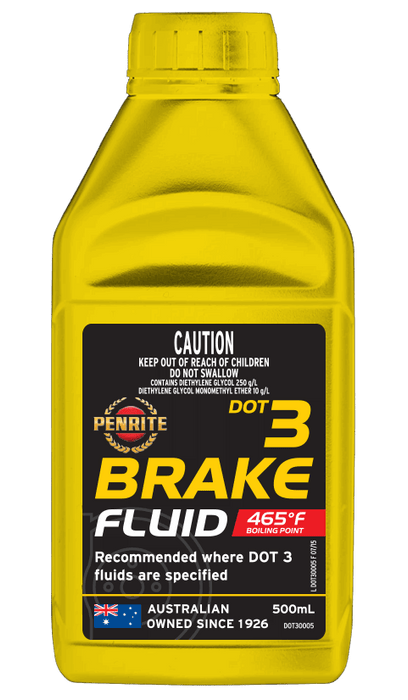 CAUTION
KEEP OUT OF REACH OF CHILDREN
DO NOT SWALLOW
CONTAINS DIETHYLENE GLYCOL 250 g/L
DIETHYLENE GLYCOL MONOMETHYL ETHER 10 g/L
PENRITE
DOT 3
BRAKE
FLUID
465°F
BOILING POINT
Recommended where DOT 3
fluids are specified
L DOT30005 F 07/15
AUSTRALIAN
OWNED SINCE 1926
500mL
DOT30005